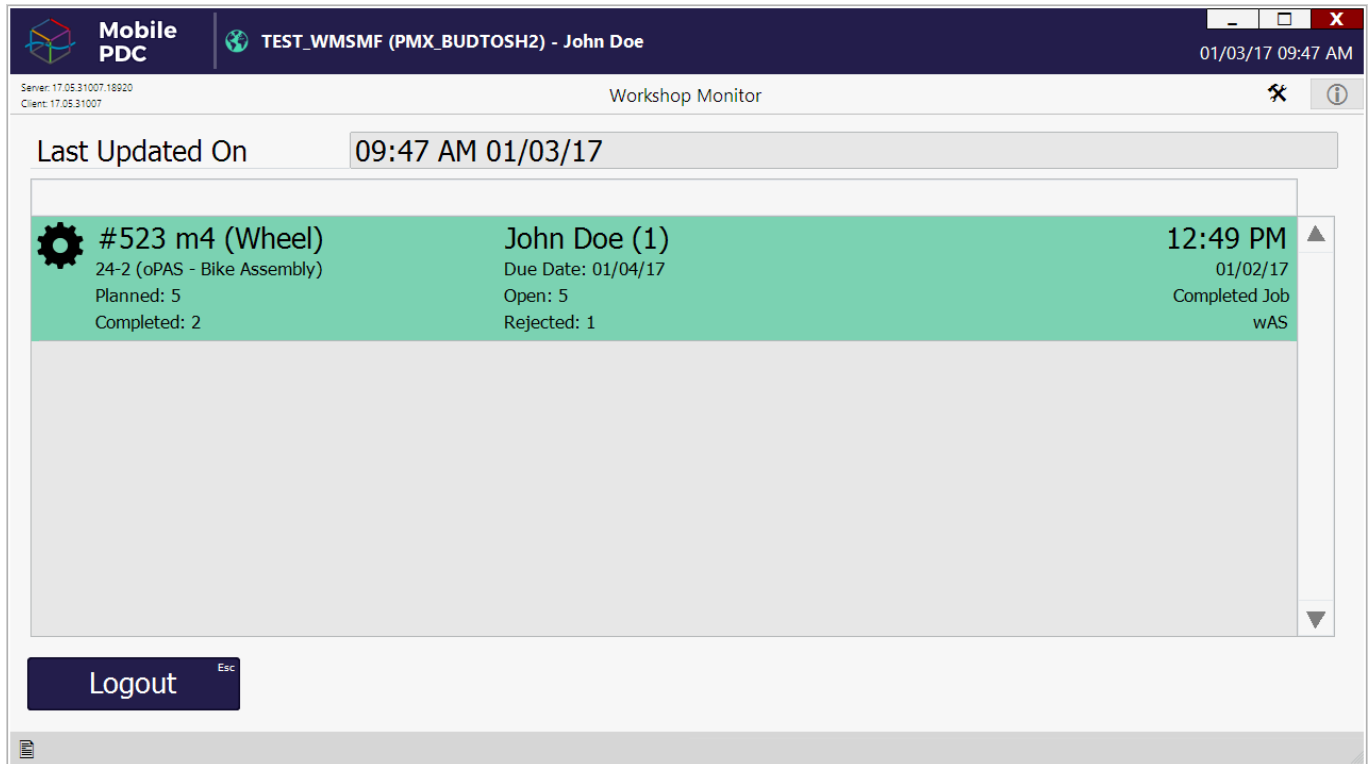 Mobile
PDC
TEST_WMSMF (PMX_BUDTOSH2) - John Doe
X
01/03/17 09:47 AM
Server: 17.05.31007.18920
Client: 17.05.31007
Workshop Monitor
Last Updated On
09:47 AM 01/03/17
#523 m4 (Wheel)
John Doe (1)
12:49 PM
24-2 (oPAS - Bike Assembly)
Due Date: 01/04/17
01/02/17
Planned: 5
Open: 5
Completed Job
Completed: 2
Rejected: 1
wAS
Logout
Esc